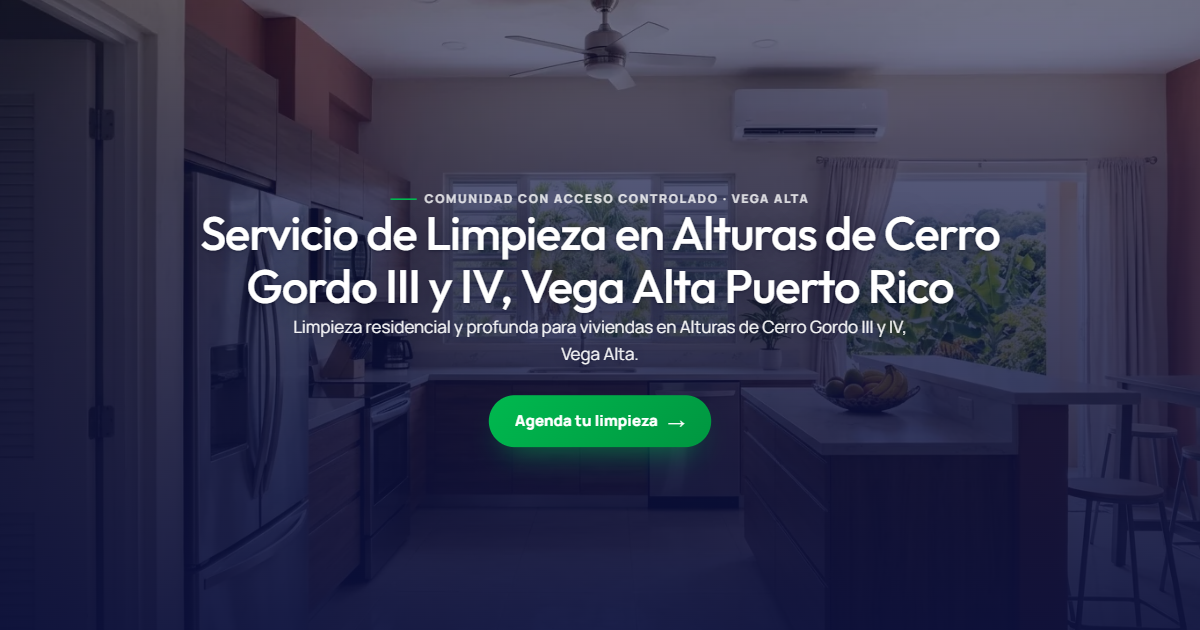 COMUNIDAD CON ACCESO CONTROLADO · VEGA ALTA
Servicio de Limpieza en Alturas de Cerro
Gordo III y IV, Vega Alta Puerto Rico
Limpieza residencial y profunda para viviendas en Alturas de Cerro Gordo III y IV,
Vega Alta.
Agenda tu limpieza →